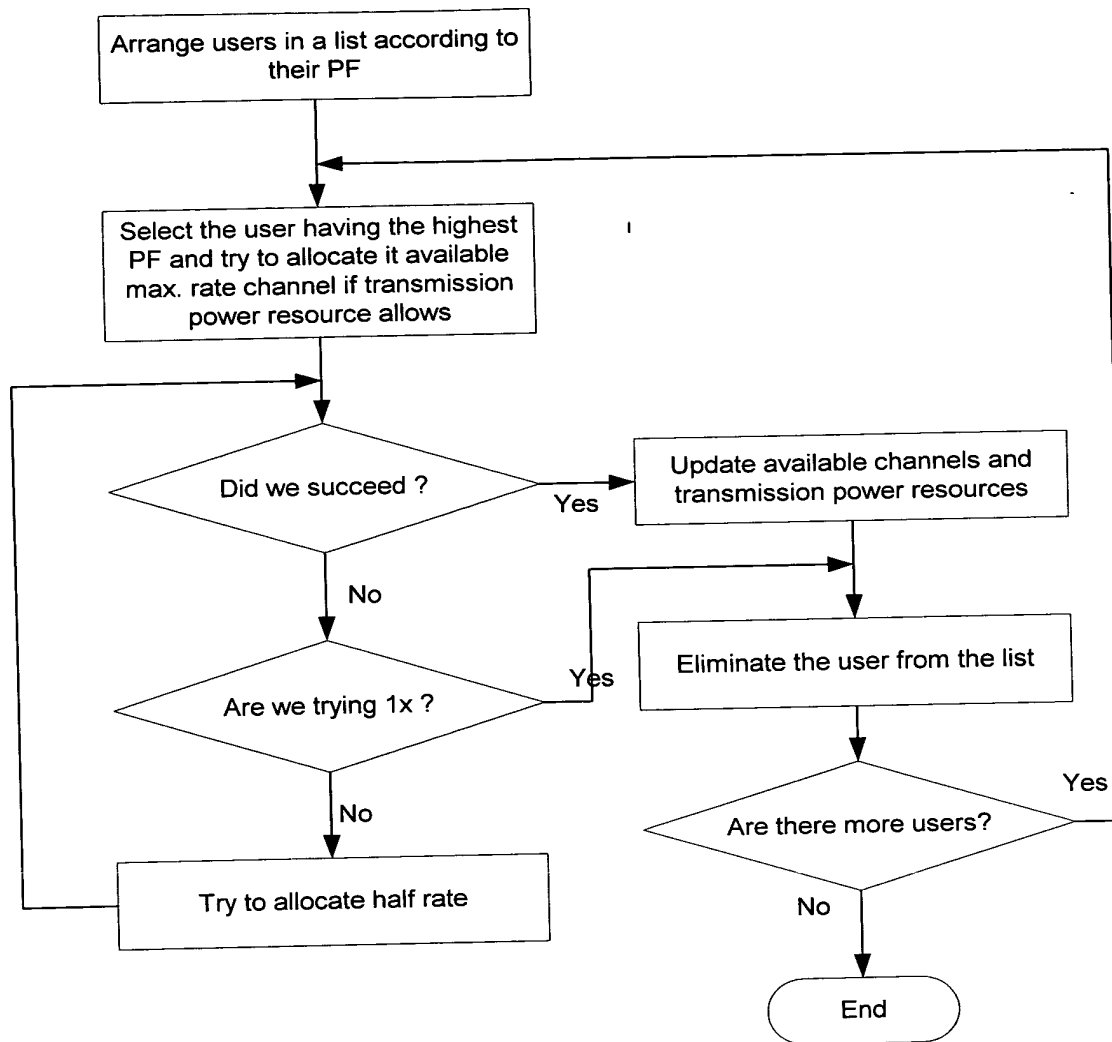 Arrange users in a list according to
their PF
Select the user having the highest
PF and try to allocate it available
max. rate channel if transmission
power resource allows
Did we succeed ?
Yes
Update available channels and
transmission power resources
No
Are we trying 1x ?
Yes
Eliminate the user from the list
No
Try to allocate half rate
Are there more users?
Yes
No
End